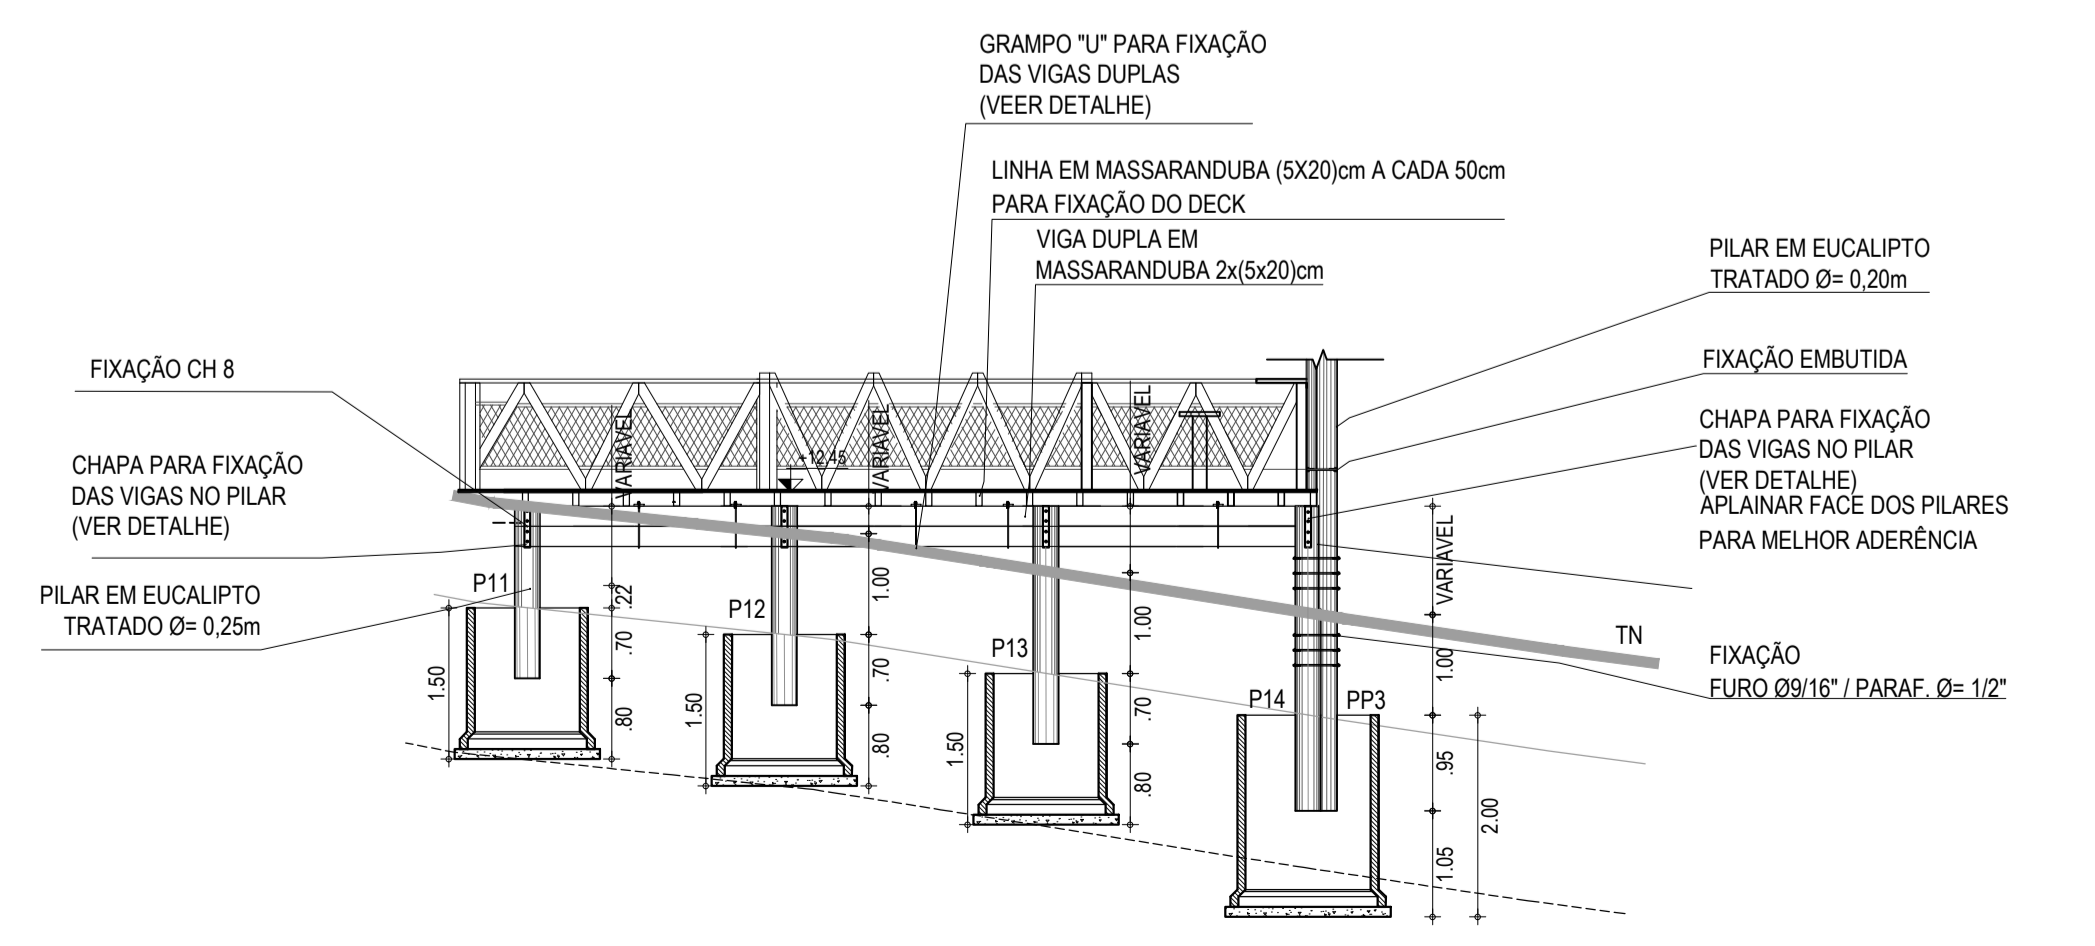 GRAMPO "U" PARA FIXAÇÃO
DAS VIGAS DUPLAS
(VEER DETALHE)
LINHA EM MASSARANDUBA (5X20)cm A CADA 50cm
PARA FIXAÇÃO DO DECK
VIGA DUPLA EM
MASSARANDUBA 2x(5x20)cm
PILAR EM EUCALIPTO
TRATADO Ø= 0,20m
FIXAÇÃO EMBUTIDA
CHAPA PARA FIXAÇÃO
DAS VIGAS NO PILAR
(VER DETALHE)
APLAINAR FACE DOS PILARES
PARA MELHOR ADERÊNCIA
FIXAÇÃO
FURO Ø9/16" / PARAF. Ø= 1/2"
FIXAÇÃO CH 8
CHAPA PARA FIXAÇÃO
DAS VIGAS NO PILAR
(VER DETALHE)
PILAR EM EUCALIPTO
TRATADO Ø= 0,25m
+12.45
TN
P11
1.50
VARIAVEL
.22
.70
.80
P12
1.50
VARIAVEL
1.00
.70
.80
P13
1.50
VARIAVEL
1.00
.70
.80
P14
PP3
VARIAVEL
1.00
.95
1.05
2.00